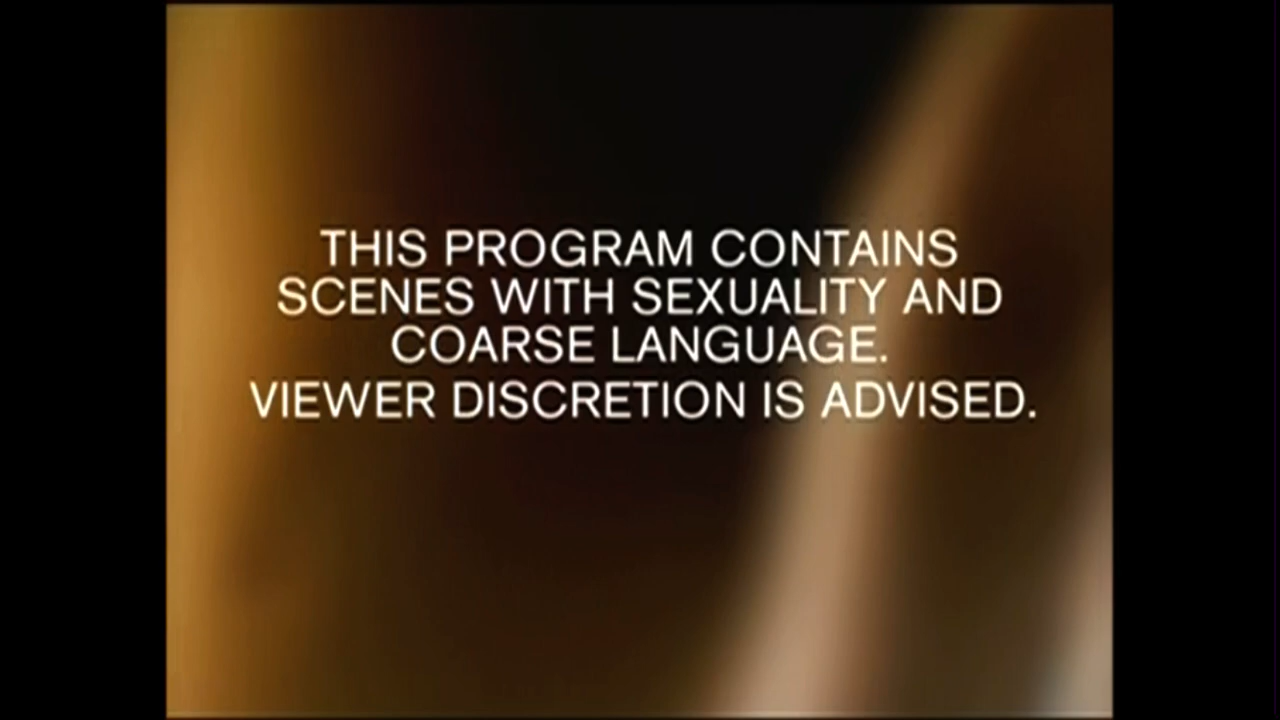 THIS PROGRAM CONTAINS
SCENES WITH SEXUALITY AND
COARSE LANGUAGE.
VIEWER DISCRETION IS ADVISED.